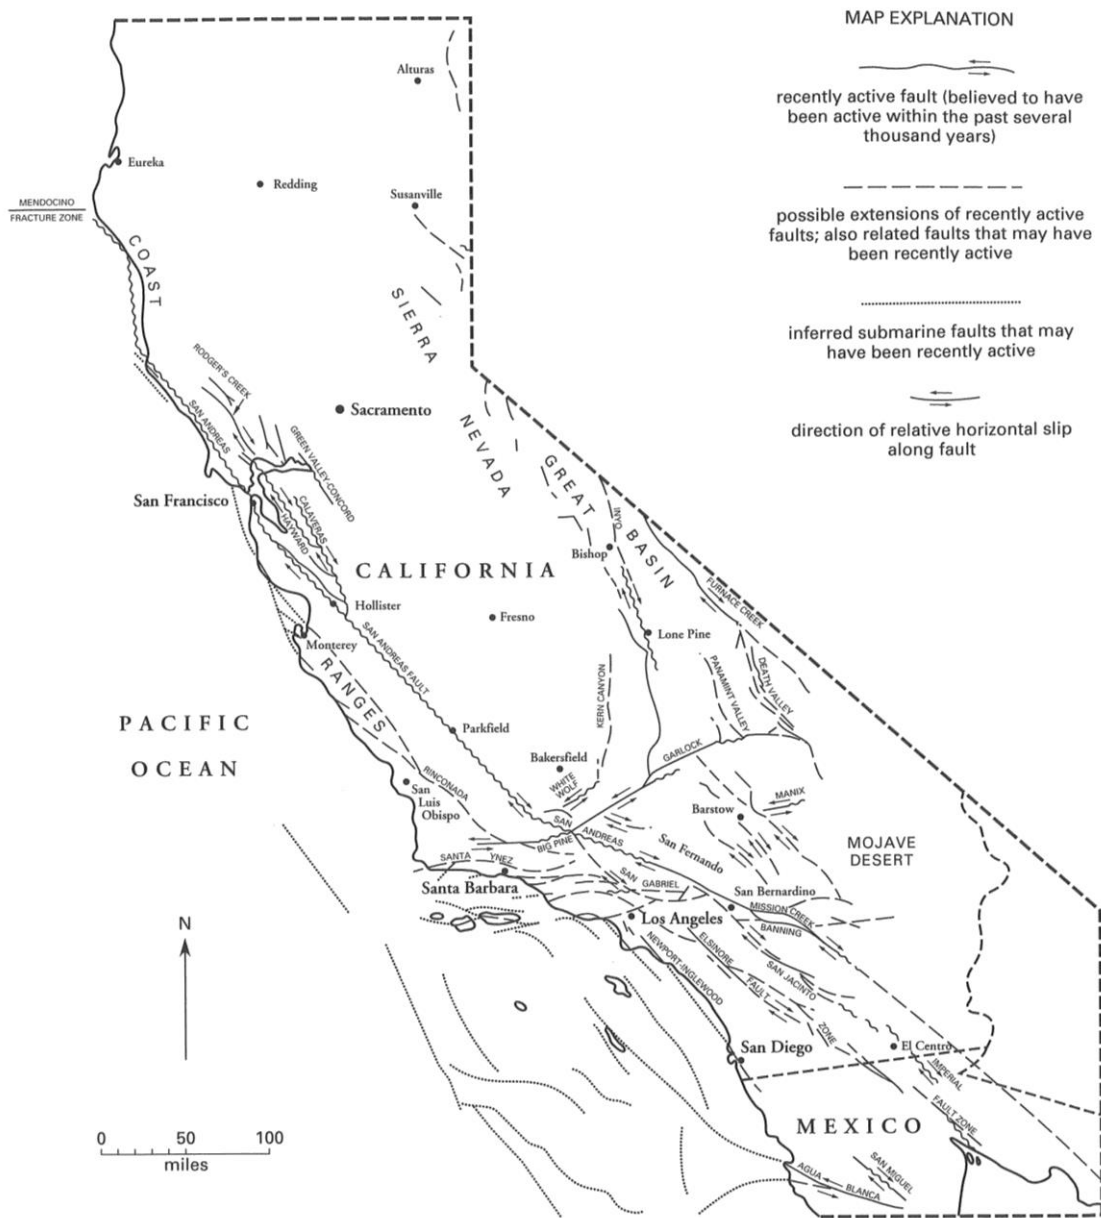 MAP EXPLANATION
recently active fault (believed to have
been active within the past several
thousand years)
possible extensions of recently active
faults; also related faults that may have
been recently active
inferred submarine faults that may
have been recently active
direction of relative horizontal slip
along fault
Alturas
Eureka
Redding
Susanville
MENDOCINO
FRACTURE ZONE
COAST
SIERRA
RODGER'S CREEK
SAN ANDREAS
Sacramento
NEVADA
GREEN VALLEY-CONCORD
GREAT
San Francisco
CALAVERAS
HAYWARD
INYO
BASIN
Bishop
CALIFORNIA
FURNACE CREEK
Hollister
Fresno
SAN ANDREAS FAULT
Lone Pine
Monterey
RANGES
KERN CANYON
PANAMINT VALLEY
DEATH VALLEY
PACIFIC
OCEAN
Parkfield
GARLOCK
Bakersfield
WHITE
WOLF
RINCONADA
San
Luis
Obispo
MANIX
Barstow
SAN
ANDREAS
BIG PINE
San Fernando
MOJAVE
DESERT
SANTA
YNEZ
SAN
GABRIEL
Santa Barbara
San Bernardino
MISSION CREEK
BANNING
Los Angeles
N
NEWPORT-INGLEWOOD
ELSINORE
FAULT
ZONE
SAN JACINTO
San Diego
El Centro
IMPERIAL
FAULT ZONE
MEXICO
0 50 100
miles
AGUA
BLANCA
SAN MIGUEL